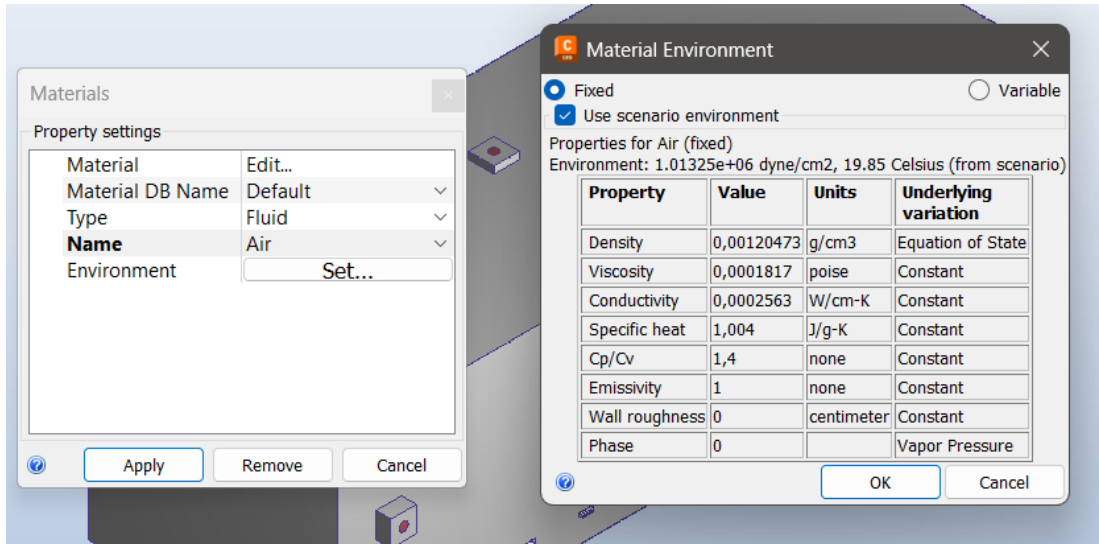 Materials
Property settings
Material Edit...
Material DB Name Default
Type Fluid
Name Air
Environment Set...
Apply Remove Cancel
C
CFD
Material Environment
Fixed Variable
Use scenario environment
Properties for Air (fixed)
Environment: 1.01325e+06 dyne/cm2, 19.85 Celsius (from scenario)
Property Value Units Underlying variation
Density 0,00120473 g/cm3 Equation of State
Viscosity 0,0001817 poise Constant
Conductivity 0,0002563 W/cm-K Constant
Specific heat 1,004 J/g-K Constant
Cp/Cv 1,4 none Constant
Emissivity 1 none Constant
Wall roughness 0 centimeter Constant
Phase 0 Vapor Pressure
OK Cancel